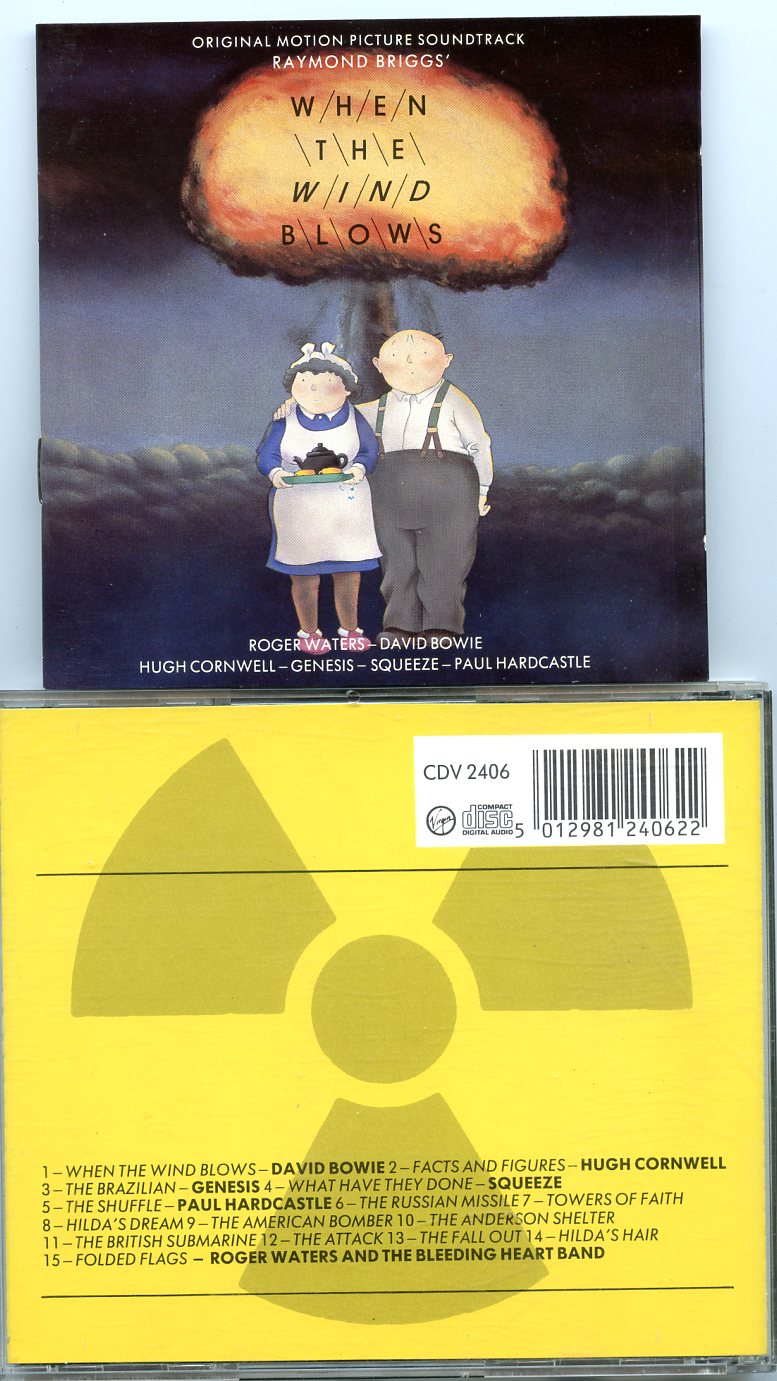 ORIGINAL MOTION PICTURE SOUNDTRACK
RAYMOND BRIGGS'
W/H/E/N
\T\H\E\
W/I/N/D
B\L\O\W\S
ROGER WATERS – DAVID BOWIE
HUGH CORNWELL – GENESIS – SQUEEZE – PAUL HARDCASTLE
CDV 2406
Virgin
COMPACT
disc
DIGITAL AUDIO
5 012981 240622
1 – WHEN THE WIND BLOWS – DAVID BOWIE 2 – FACTS AND FIGURES – HUGH CORNWELL
3 – THE BRAZILIAN – GENESIS 4 – WHAT HAVE THEY DONE – SQUEEZE
5 – THE SHUFFLE – PAUL HARDCASTLE 6 – THE RUSSIAN MISSILE 7 – TOWERS OF FAITH
8 – HILDA'S DREAM 9 – THE AMERICAN BOMBER 10 – THE ANDERSON SHELTER
11 – THE BRITISH SUBMARINE 12 – THE ATTACK 13 – THE FALL OUT 14 – HILDA'S HAIR
15 – FOLDED FLAGS – ROGER WATERS AND THE BLEEDING HEART BAND